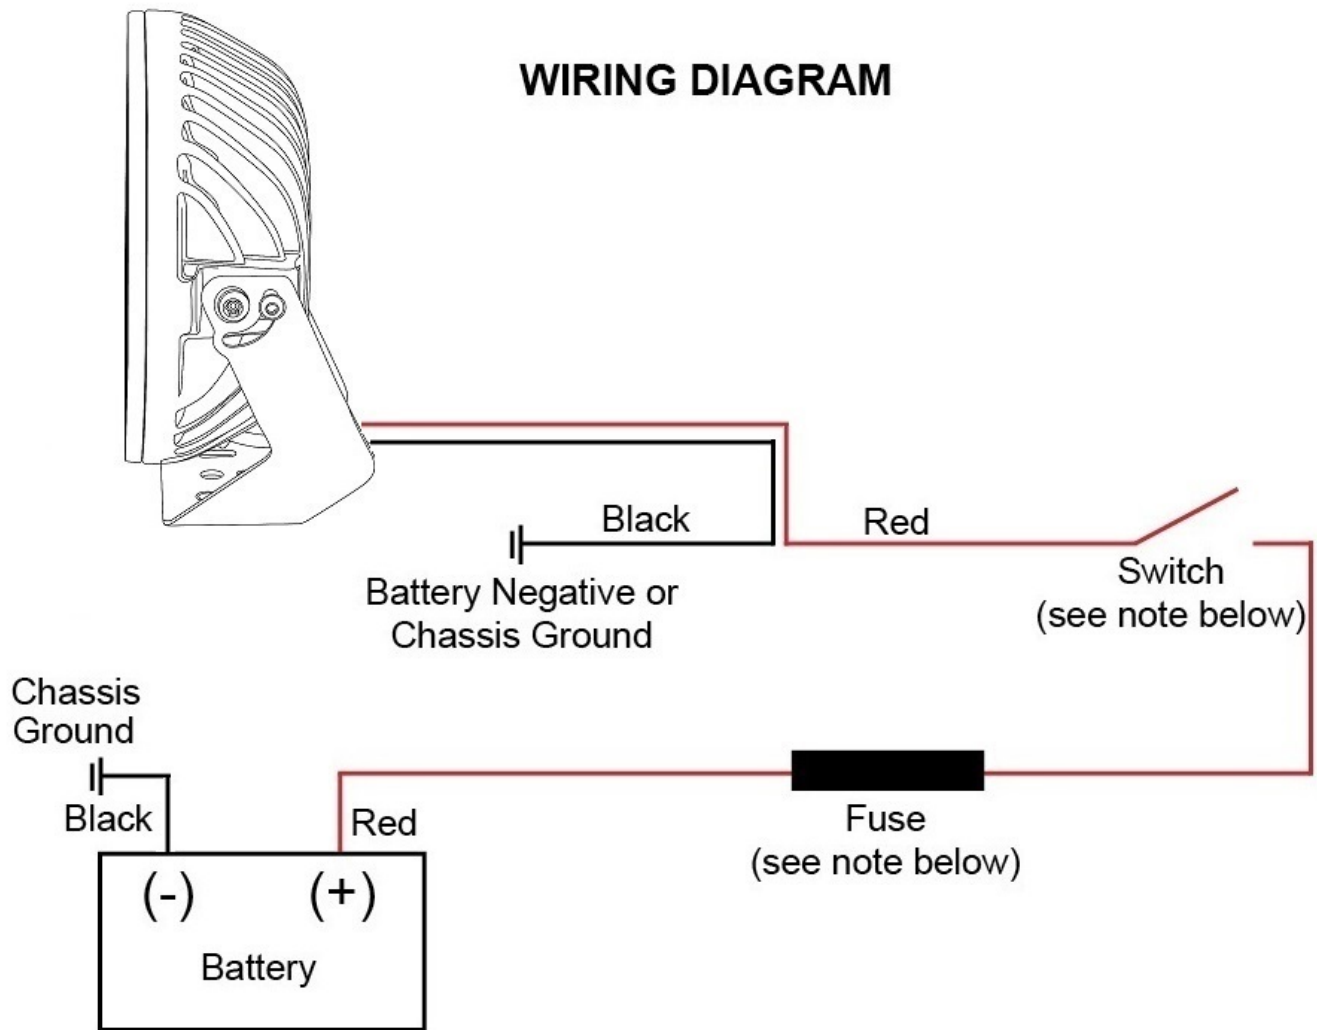 WIRING DIAGRAM
Black
Red
Battery Negative or
Chassis Ground
Switch
(see note below)
Chassis
Ground
Black
Red
Fuse
(see note below)
(-)
(+)
Battery